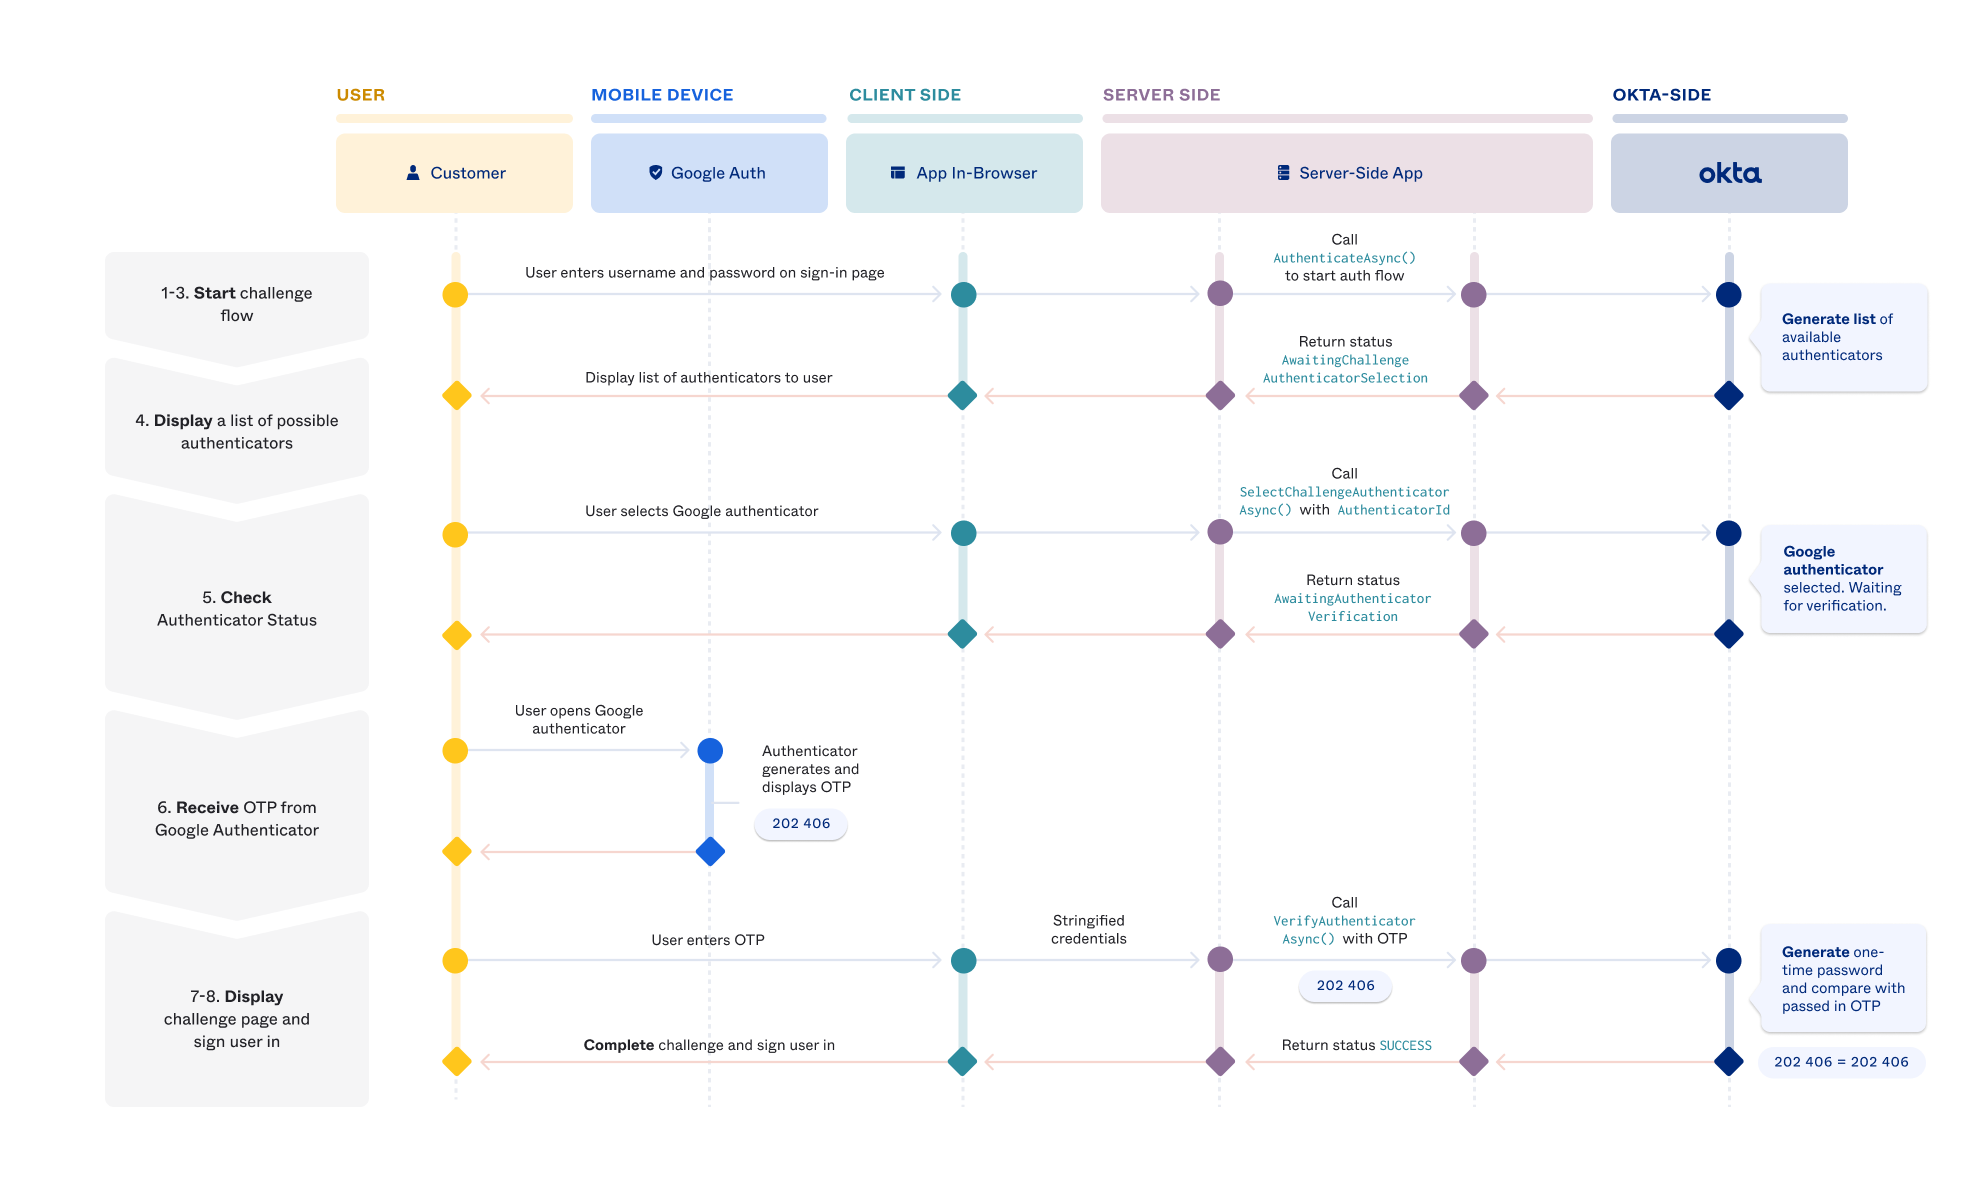 USER
MOBILE DEVICE
CLIENT SIDE
SERVER SIDE
OKTA-SIDE
Customer
Google Auth
App In-Browser
Server-Side App
okta
1-3. Start challenge
flow
User enters username and password on sign-in page
Call
AuthenticateAsync()
to start auth flow
Generate list of
available
authenticators
Return status
AwaitingChallenge
AuthenticatorSelection
Display list of authenticators to user
4. Display a list of possible
authenticators
User selects Google authenticator
Call
SelectChallengeAuthenticator
Async() with AuthenticatorId
Google
authenticator
selected. Waiting
for verification.
5. Check
Authenticator Status
Return status
AwaitingAuthenticator
Verification
User opens Google
authenticator
Authenticator
generates and
displays OTP
202 406
6. Receive OTP from
Google Authenticator
User enters OTP
Stringified
credentials
Call
VerifyAuthenticator
Async() with OTP
202 406
Generate one-
time password
and compare with
passed in OTP
7-8. Display
challenge page and
sign user in
Complete challenge and sign user in
Return status SUCCESS
202 406 = 202 406